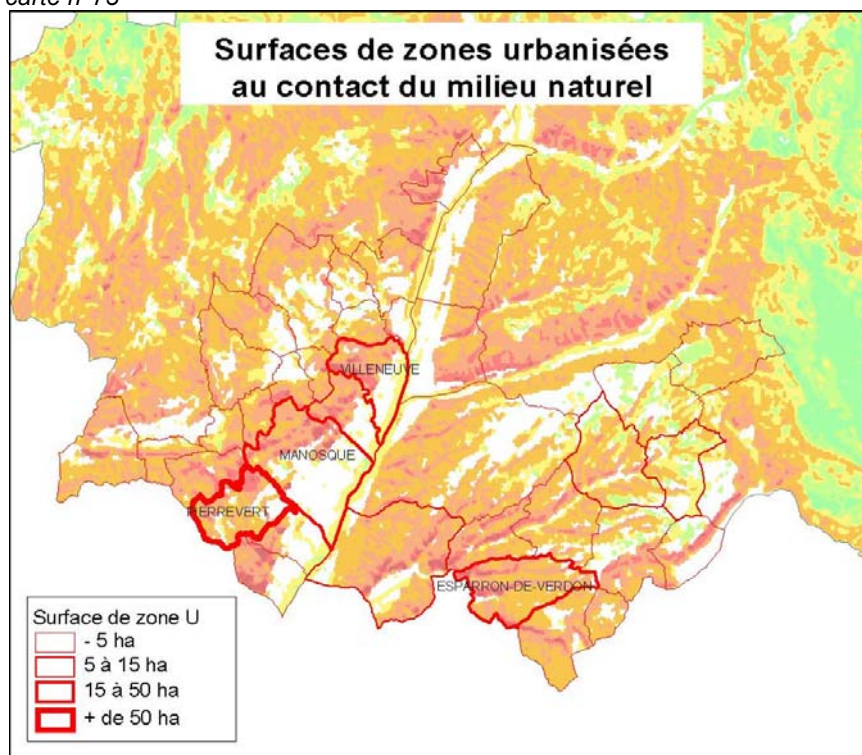 Surfaces de zones urbanisées
au contact du milieu naturel
VILLENEUVE
MANOSQUE
PIERREVERT
ESPARRON-DE-VERDON
Surface de zone U
- 5 ha
5 à 15 ha
15 à 50 ha
+ de 50 ha